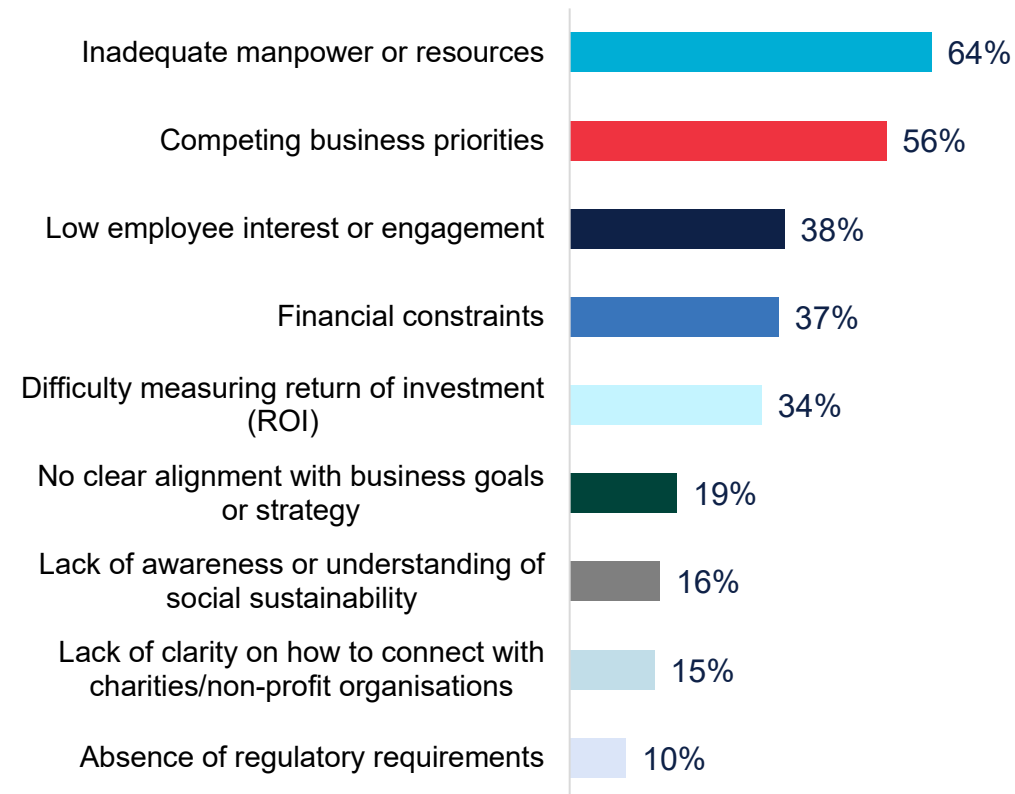 Inadequate manpower or resources 64%
Competing business priorities 56%
Low employee interest or engagement 38%
Financial constraints 37%
Difficulty measuring return of investment
(ROI) 34%
No clear alignment with business goals
or strategy 19%
Lack of awareness or understanding of
social sustainability 16%
Lack of clarity on how to connect with
charities/non-profit organisations 15%
Absence of regulatory requirements 10%